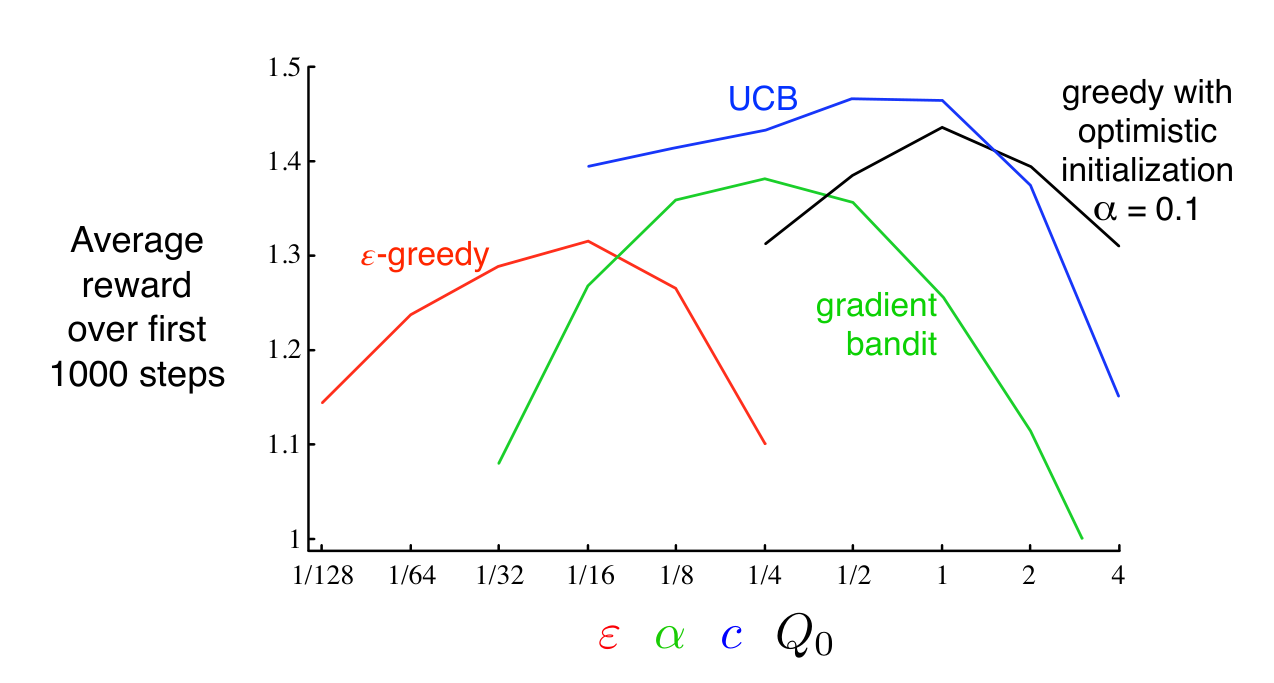 1.5
1.4
1.3
1.2
1.1
1
Average
reward
over first
1000 steps
ε-greedy
UCB
gradient
bandit
greedy with
optimistic
initialization
α = 0.1
1/128 1/64 1/32 1/16 1/8 1/4 1/2 1 2 4
ε α c Q₀